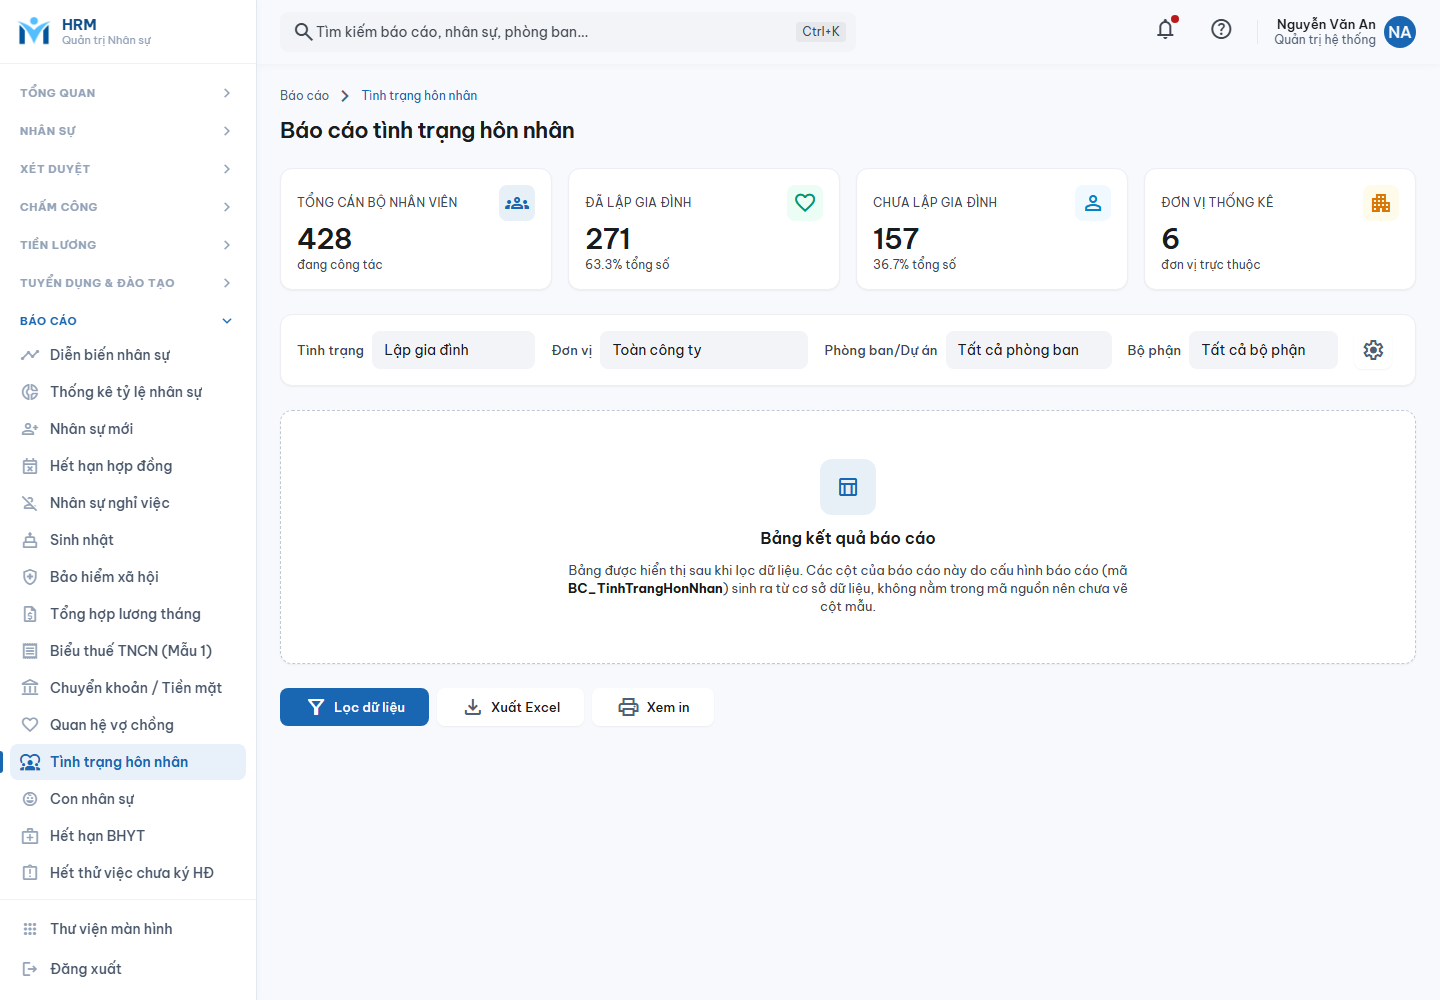 HRM
Quản trị Nhân sự
TỔNG QUAN
NHÂN SỰ
XÉT DUYỆT
CHẤM CÔNG
TIỀN LƯƠNG
TUYỂN DỤNG & ĐÀO TẠO
BÁO CÁO
Diễn biến nhân sự
Thống kê tỷ lệ nhân sự
Nhân sự mới
Hết hạn hợp đồng
Nhân sự nghỉ việc
Sinh nhật
Bảo hiểm xã hội
Tổng hợp lương tháng
Biểu thuế TNCN (Mẫu 1)
Chuyển khoản / Tiền mặt
Quan hệ vợ chồng
Tình trạng hôn nhân
Con nhân sự
Hết hạn BHYT
Hết thử việc chưa ký HĐ
Thư viện màn hình
Đăng xuất
Tìm kiếm báo cáo, nhân sự, phòng ban... Ctrl+K
Nguyễn Văn An
Quản trị hệ thống
NA
Báo cáo Tình trạng hôn nhân
Báo cáo tình trạng hôn nhân
TỔNG CÁN BỘ NHÂN VIÊN
428
đang công tác
ĐÃ LẬP GIA ĐÌNH
271
63.3% tổng số
CHƯA LẬP GIA ĐÌNH
157
36.7% tổng số
ĐƠN VỊ THỐNG KÊ
6
đơn vị trực thuộc
Tình trạng Lập gia đình Đơn vị Toàn công ty Phòng ban/Dự án Tất cả phòng ban Bộ phận Tất cả bộ phận
Bảng kết quả báo cáo
Bảng được hiển thị sau khi lọc dữ liệu. Các cột của báo cáo này do cấu hình báo cáo (mã
BC_TinhTrangHonNhan) sinh ra từ cơ sở dữ liệu, không nằm trong mã nguồn nên chưa vẽ
cột mẫu.
Lọc dữ liệu Xuất Excel Xem in